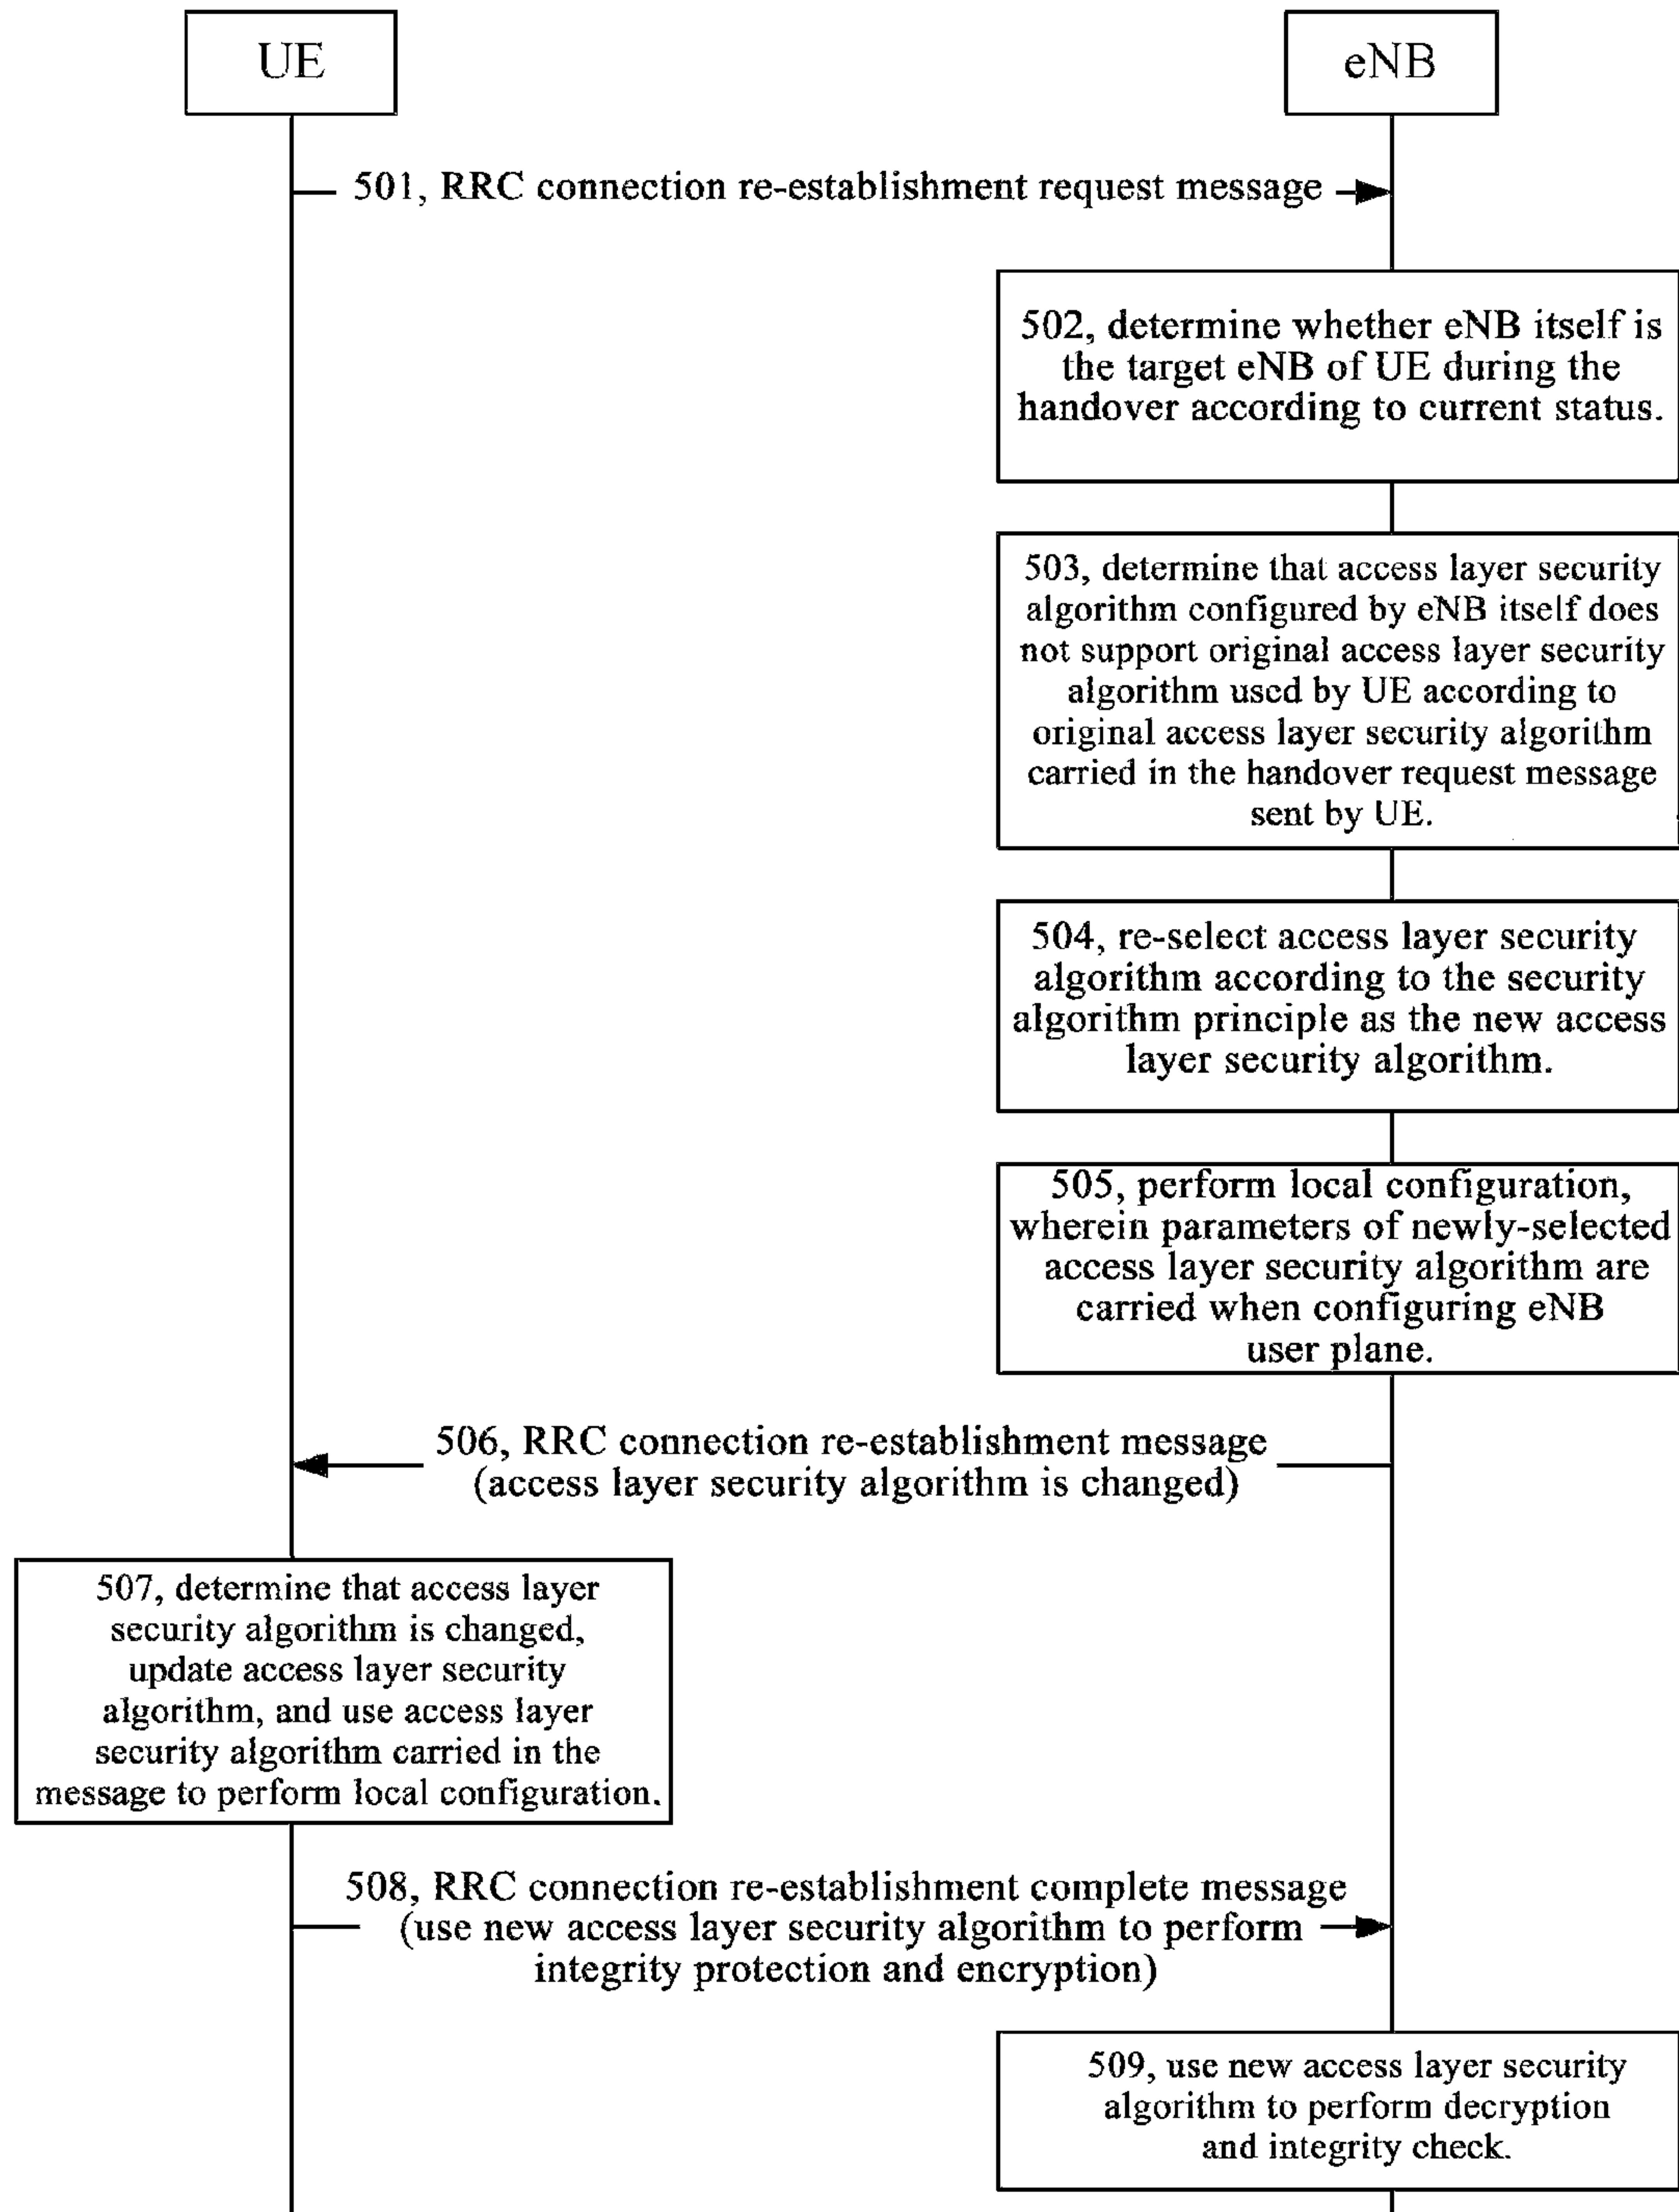 UE
eNB
501, RRC connection re-establishment request message
502, determine whether eNB itself is
the target eNB of UE during the
handover according to current status.
503, determine that access layer security
algorithm configured by eNB itself does
not support original access layer security
algorithm used by UE according to
original access layer security algorithm
carried in the handover request message
sent by UE.
504, re-select access layer security
algorithm according to the security
algorithm principle as the new access
layer security algorithm.
505, perform local configuration,
wherein parameters of newly-selected
access layer security algorithm are
carried when configuring eNB
user plane.
506, RRC connection re-establishment message
(access layer security algorithm is changed)
507, determine that access layer
security algorithm is changed,
update access layer security
algorithm, and use access layer
security algorithm carried in the
message to perform local configuration.
508, RRC connection re-establishment complete message
(use new access layer security algorithm to perform
integrity protection and encryption)
509, use new access layer security
algorithm to perform decryption
and integrity check.